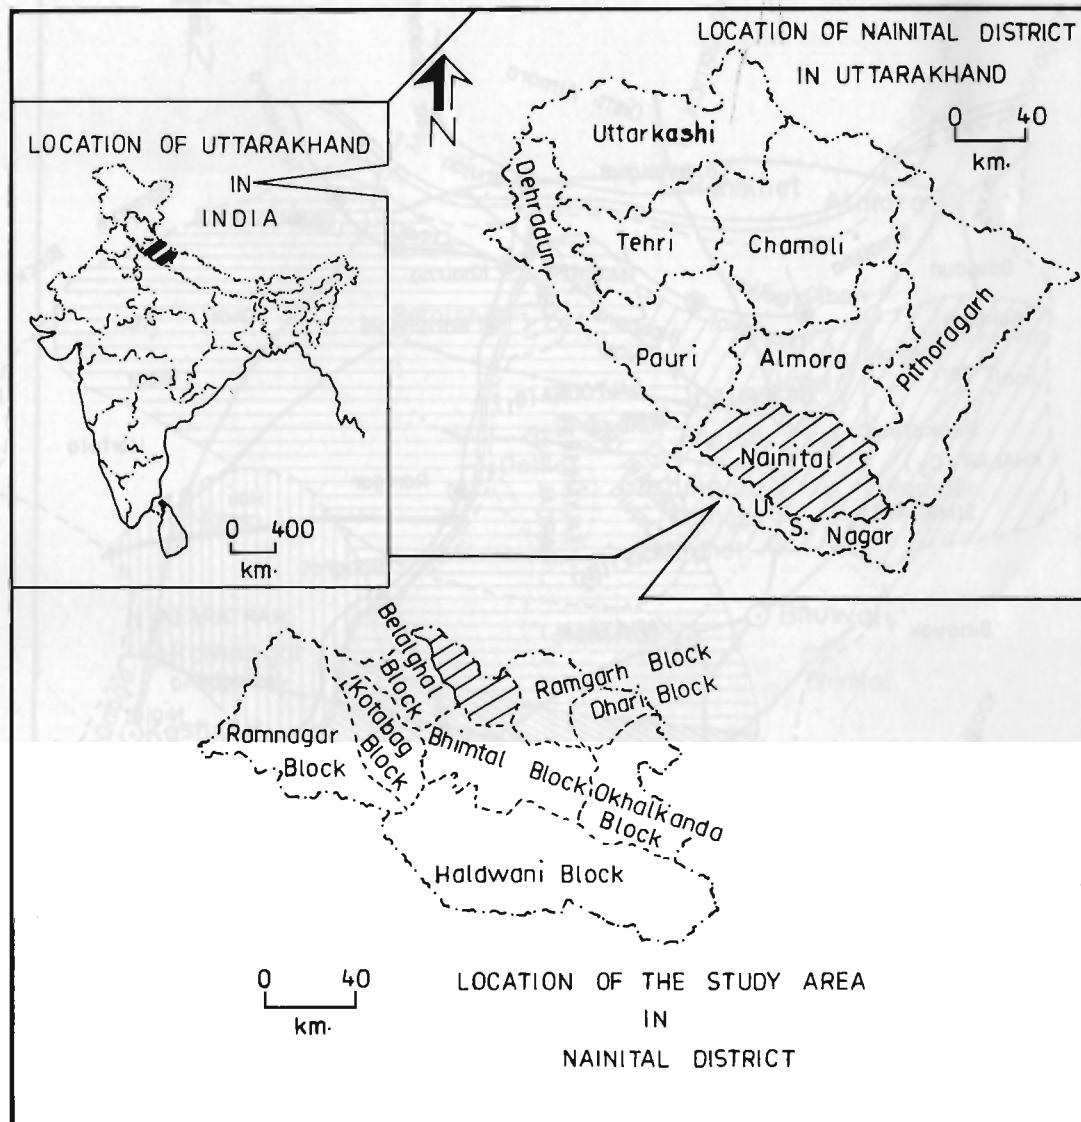 LOCATION OF NAINITAL DISTRICT
IN UTTARAKHAND
0 40
km.
N
LOCATION OF UTTARAKHAND
IN
INDIA
0 400
km.
Uttarkashi
Dehradun
Tehri
Chamoli
Pauri
Almora
Pithoragarh
Nainital
U. S. Nagar
Belalghal
Block
Kotabag
Block
Ramnagar
Block
Bhimtal Block
Ramgarh Block
Dhari Block
Okhalkanda
Block
Haldwani Block
0 40
km.
LOCATION OF THE STUDY AREA
IN
NAINITAL DISTRICT